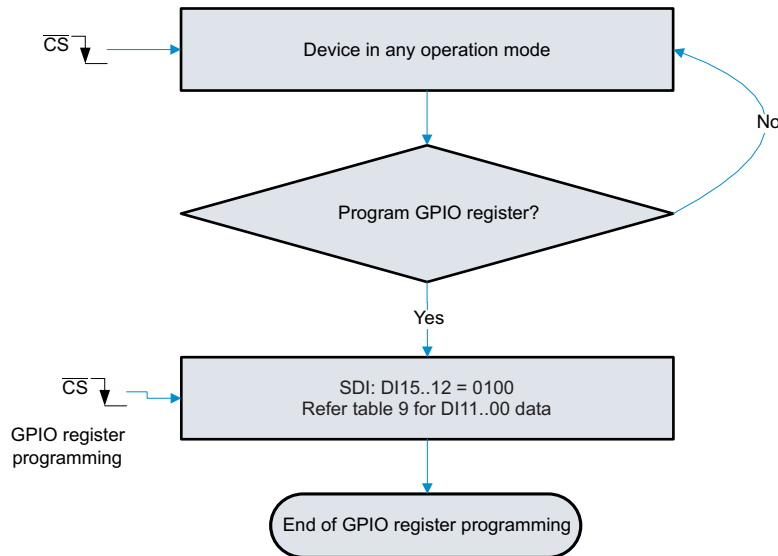 CS
Device in any operation mode
No
Program GPIO register?
Yes
CS
SDI: DI15..12 = 0100
Refer table 9 for DI11..00 data
GPIO register
programming
End of GPIO register programming